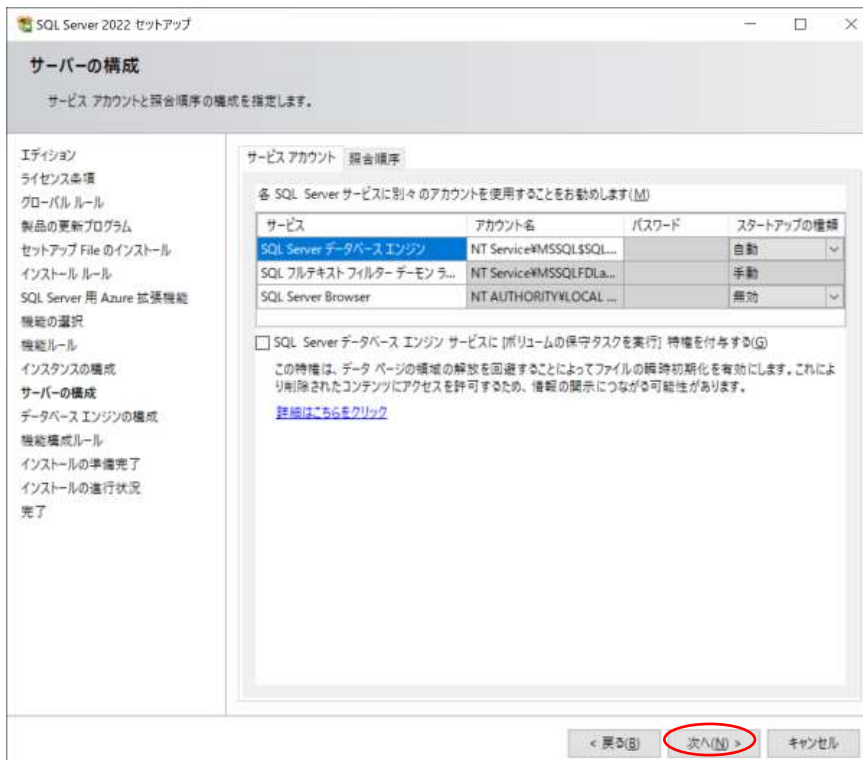 SQL Server 2022 セットアップ
サーバーの構成
サービス アカウントと照合順序の構成を指定します。
エディション
ライセンス条項
グローバル ルール
製品の更新プログラム
セットアップ File のインストール
インストール ルール
SQL Server 用 Azure 拡張機能
機能の選択
機能ルール
インスタンスの構成
サーバーの構成
データベース エンジンの構成
機能構成ルール
インストールの準備完了
インストールの進行状況
完了
サービス アカウント 照合順序
各 SQL Server サービスに別々のアカウントを使用することをお勧めします(M)
サービス アカウント名 パスワード スタートアップの種類
SQL Server データベース エンジン NT Service¥MSSQL$SQL... 自動
SQL フルテキスト フィルター デーモン ラ... NT Service¥MSSQLFDLa... 手動
SQL Server Browser NT AUTHORITY¥LOCAL ... 無効
SQL Server データベース エンジン サービスに [ボリュームの保守タスクを実行] 特権を付与する(G)
この特権は、データ ページの領域の解放を回避することによってファイルの瞬時初期化を有効にします。これによ
り削除されたコンテンツにアクセスを許可するため、情報の開示につながる可能性があります。
詳細はこちらをクリック
< 戻る(B) 次へ(N) > キャンセル